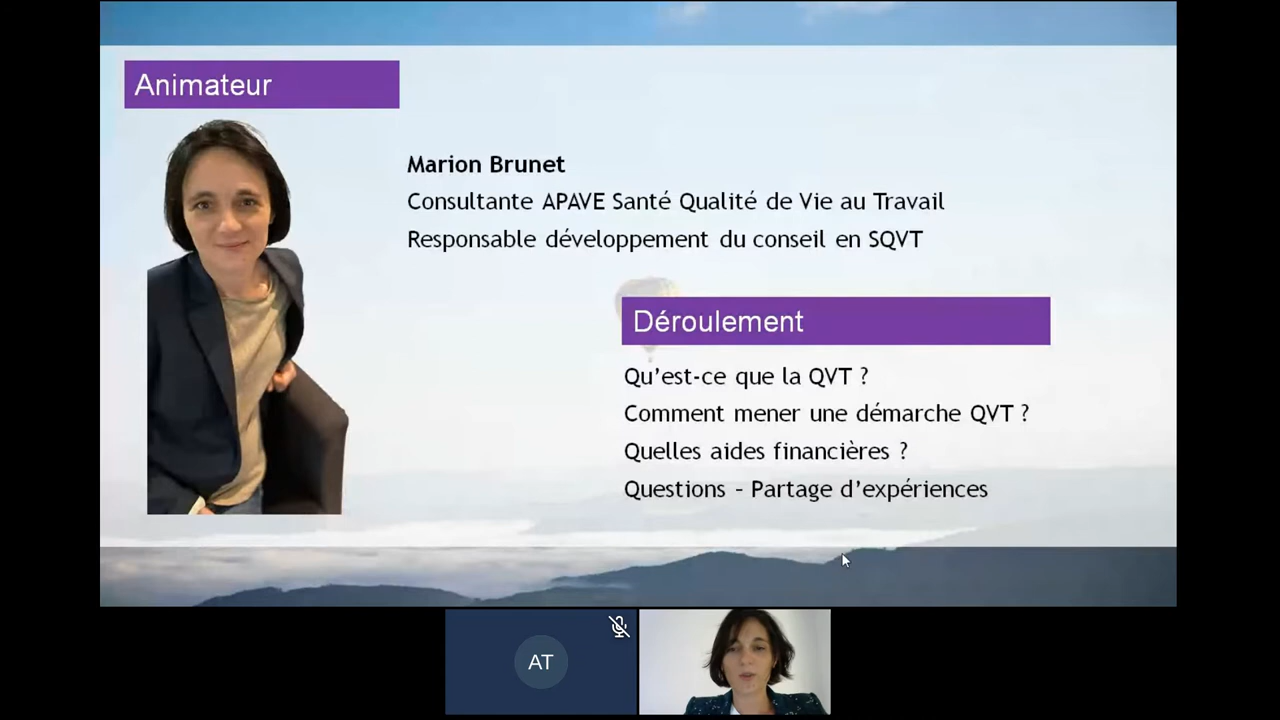 Animateur
Marion Brunet
Consultante APAVE Santé Qualité de Vie au Travail
Responsable développement du conseil en SQVT
Déroulement
Qu’est-ce que la QVT ?
Comment mener une démarche QVT ?
Quelles aides financières ?
Questions – Partage d’expériences
AT